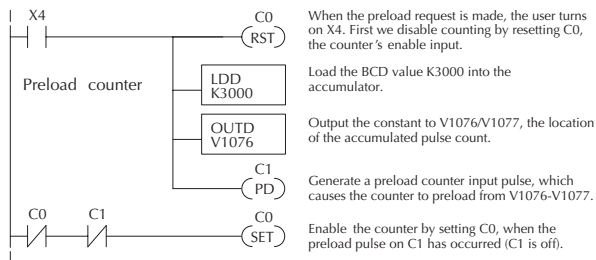 X4
C0
RST
When the preload request is made, the user turns
on X4. First we disable counting by resetting C0,
the counter's enable input.
Preload counter
LDD
K3000
Load the BCD value K3000 into the
accumulator.
OUTD
V1076
Output the constant to V1076/V1077, the location
of the accumulated pulse count.
C1
PD
Generate a preload counter input pulse, which
causes the counter to preload from V1076-V1077.
C0
C1
C0
SET
Enable the counter by setting C0, when the
preload pulse on C1 has occurred (C1 is off).